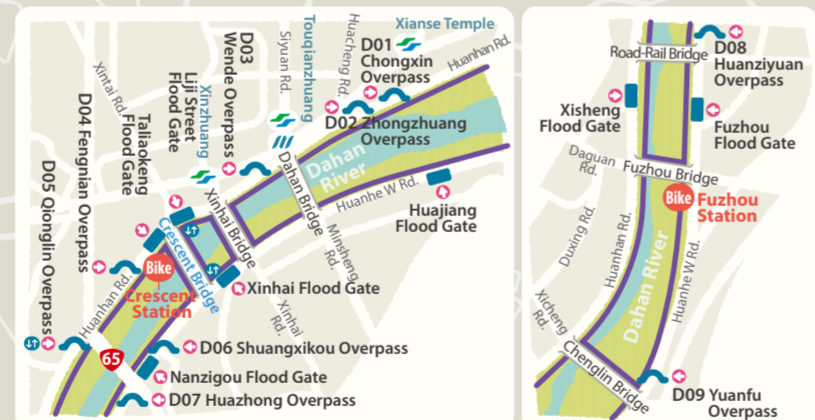 Xianse Temple
Huanhan Rd.
D01
Chongxin
Overpass
Huacheng Rd.
Touqianzhuang
Siyuan Rd.
D03
Wende Overpass
D02 Zhongzhuang
Overpass
Xintai Rd.
Xinzhuang
Liji Street
Flood Gate
Taliaokeng
Flood Gate
D04 Fengnian Overpass
D05 Qionglin Overpass
Dahan
River
Dahan Bridge
Huanhe W Rd.
Huajiang
Flood Gate
Minsheng
Rd.
Xinhai Bridge
Crescent Bridge
Xinhai Flood Gate
Xinhai
Rd.
Bike
Crescent
Station
Huanhan Rd.
65
D06 Shuangxikou Overpass
Nanzigou Flood Gate
D07 Huazhong Overpass
Road-Rail Bridge
D08
Huanziyuan
Overpass
Xisheng
Flood Gate
Fuzhou
Flood Gate
Daguan
Rd.
Fuzhou Bridge
Bike
Fuzhou
Station
Duxing Rd.
Huanhan Rd.
Dahan River
Huanhe W Rd.
Xicheng
Rd.
Chenglin Bridge
D09 Yuanfu
Overpass